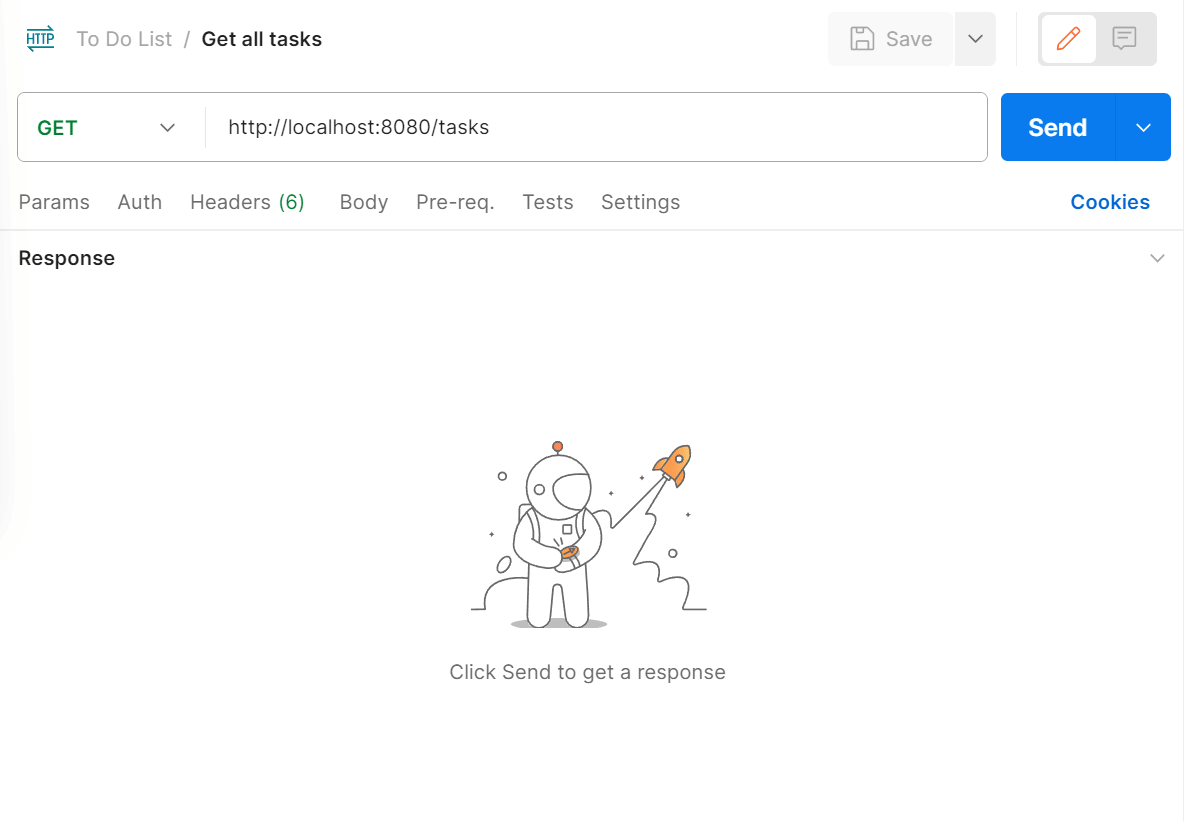 HTTP To Do List / Get all tasks Save
GET http://localhost:8080/tasks Send
Params Auth Headers (6) Body Pre-req. Tests Settings Cookies
Response
Click Send to get a response